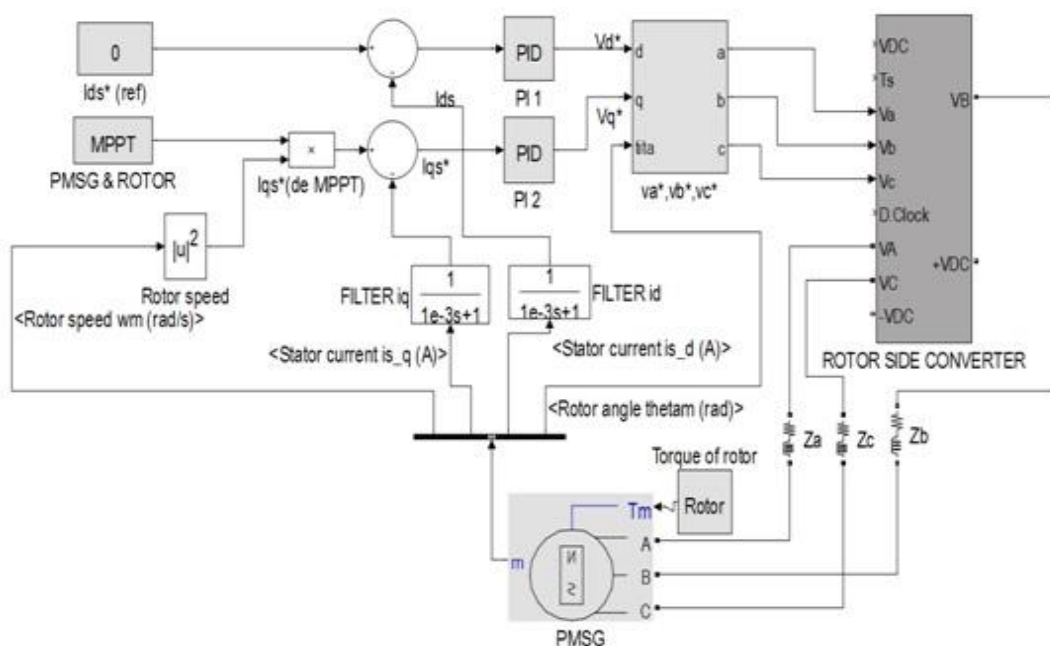 0
Ids* (ref)
MPPT
PMSG & ROTOR
×
Iqs*(de MPPT)
|u|²
Rotor speed
<Rotor speed wm (rad/s)>
Ids
Iqs*
PID
PI 1
PID
PI 2
Vd*
Vq*
d
q
trita
a
b
c
va*,vb*,vc*
VDC
Ts
Va
Vb
Vc
D.Clock
VA
VC
-VDC
VB
+VDC
ROTOR SIDE CONVERTER
FILTER iq
1
1e-3s+1
1
1e-3s+1
FILTER id
<Stator current is_q (A)>
<Stator current is_d (A)>
<Rotor angle thetam (rad)>
Za
Zc
Zb
Torque of rotor
Rotor
Tm
m
A
B
C
N
S
PMSG